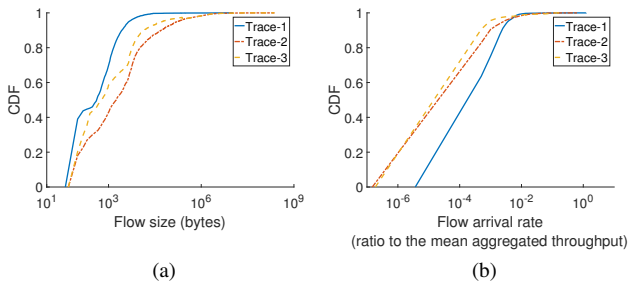 1
0.8
0.6
0.4
0.2
0
CDF
Trace-1
Trace-2
Trace-3
10^1 10^3 10^6 10^9
Flow size (bytes)
(a)
1
0.8
0.6
0.4
0.2
0
CDF
Trace-1
Trace-2
Trace-3
10^-6 10^-4 10^-2 10^0
Flow arrival rate
(ratio to the mean aggregated throughput)
(b)